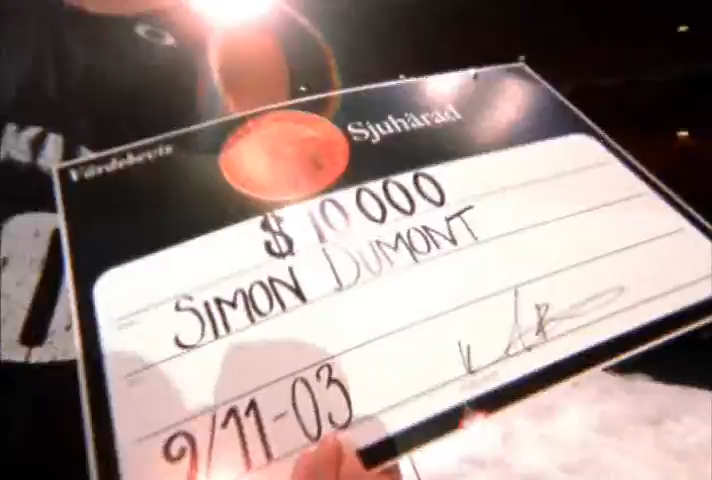 Värdebevis
Sjuhärad
$ 10 000
SIMON DUMONT
9/11-03